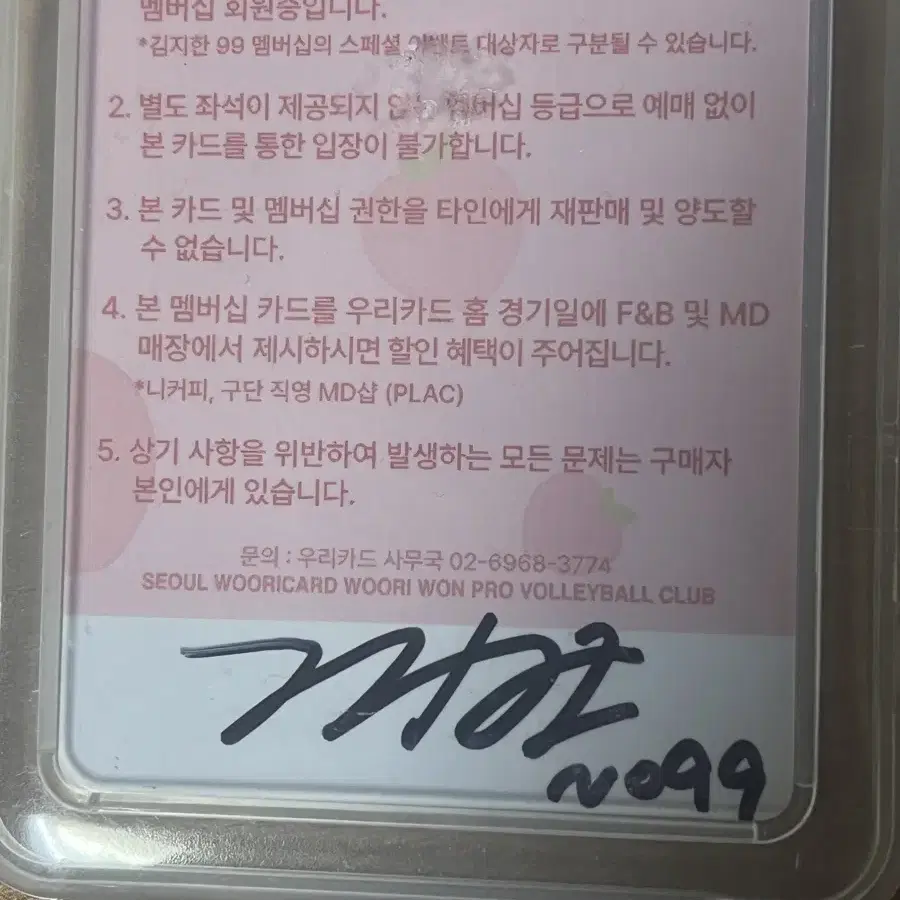 멤버십 회원증입니다.
*김지한 99 멤버십의 스페셜 이벤트 대상자로 구분될 수 있습니다.
2. 별도 좌석이 제공되지 멤버십 등급으로 예매 없이
본 카드를 통한 입장이 불가합니다.
3. 본 카드 및 멤버십 권한을 타인에게 재판매 및 양도할
수 없습니다.
4. 본 멤버십 카드를 우리카드 홈 경기일에 F&B 및 MD
매장에서 제시하시면 할인 혜택이 주어집니다.
*니커피, 구단 직영 MD샵 (PLAC)
5. 상기 사항을 위반하여 발생하는 모든 문제는 구매자
본인에게 있습니다.
문의 : 우리카드 사무국 02-6968-3774
SEOUL WOORICARD WOORI WON PRO VOLLEYBALL CLUB
NO99